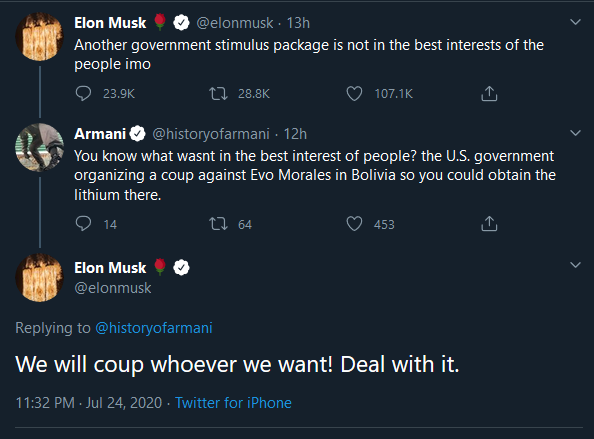 Elon Musk 🌹 @elonmusk · 13h
Another government stimulus package is not in the best interests of the
people imo
23.9K 28.8K 107.1K
Armani @historyofarmani · 12h
You know what wasnt in the best interest of people? the U.S. government
organizing a coup against Evo Morales in Bolivia so you could obtain the
lithium there.
14 64 453
Elon Musk 🌹
@elonmusk
Replying to @historyofarmani
We will coup whoever we want! Deal with it.
11:32 PM · Jul 24, 2020 · Twitter for iPhone